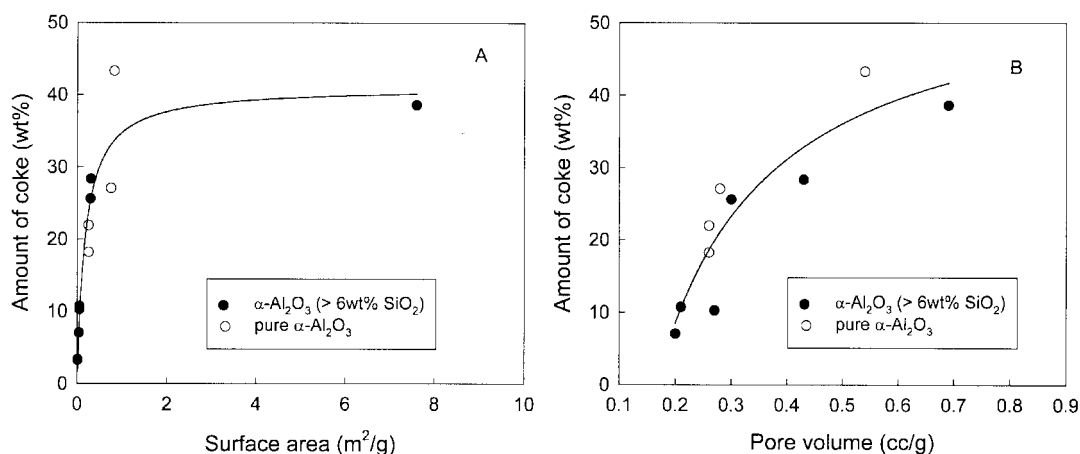 50
40
30
20
10
0
Amount of coke (wt%)
A
α-Al₂O₃ (> 6wt% SiO₂)
pure α-Al₂O₃
0 2 4 6 8 10
Surface area (m²/g)
50
40
30
20
10
0
Amount of coke (wt%)
B
α-Al₂O₃ (> 6wt% SiO₂)
pure α-Al₂O₃
0.1 0.2 0.3 0.4 0.5 0.6 0.7 0.8 0.9
Pore volume (cc/g)